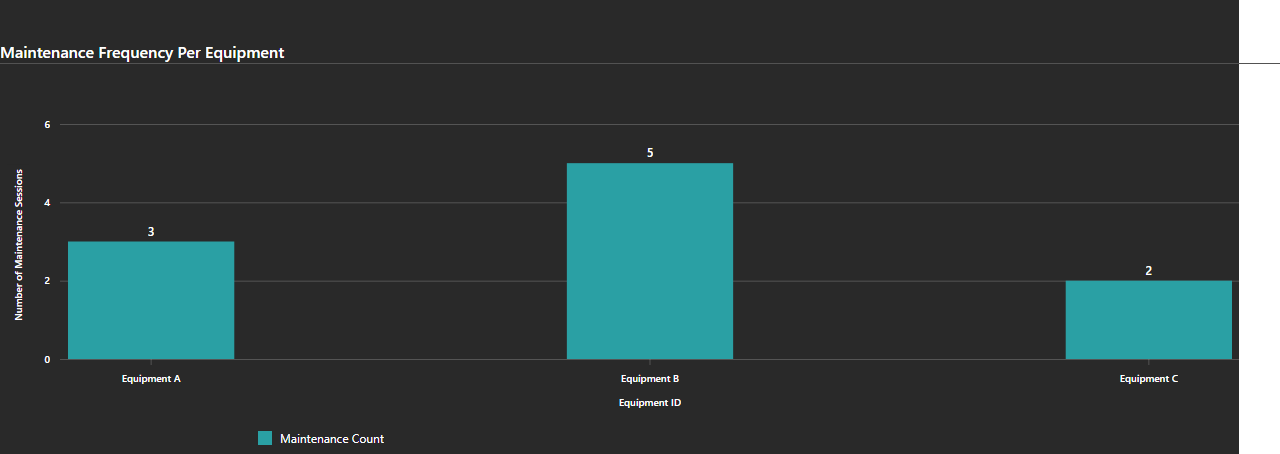 Maintenance Frequency Per Equipment
Number of Maintenance Sessions
6
4
2
0
3
5
2
Equipment A
Equipment B
Equipment C
Equipment ID
Maintenance Count